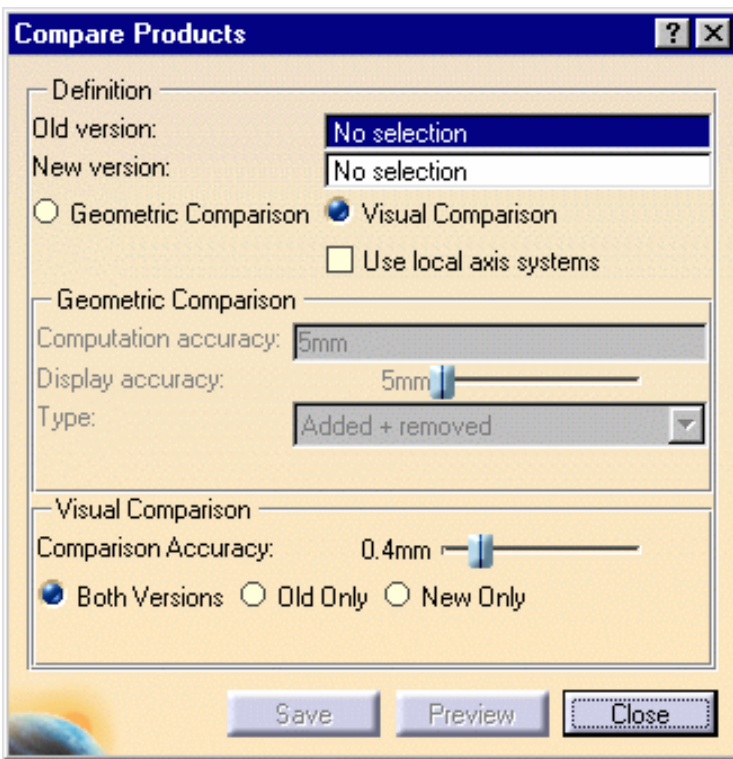 Compare Products
Definition
Old version: No selection
New version: No selection
Geometric Comparison Visual Comparison
Use local axis systems
Geometric Comparison
Computation accuracy: 5mm
Display accuracy: 5mm
Type: Added + removed
Visual Comparison
Comparison Accuracy: 0.4mm
Both Versions Old Only New Only
Save Preview Close